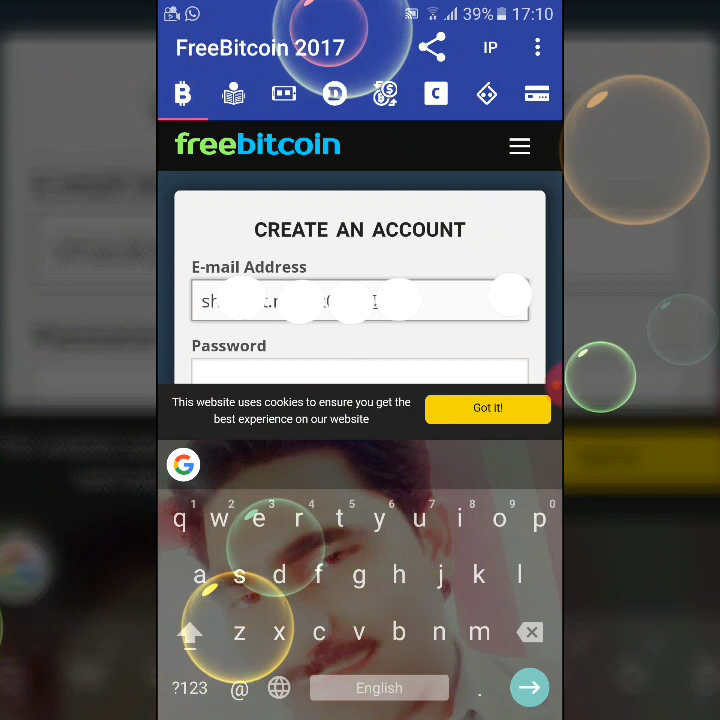 39% 17:10
FreeBitcoin 2017 IP
C
freebitcoin
CREATE AN ACCOUNT
E-mail Address
Password
This website uses cookies to ensure you get the
best experience on our website
Got it!
G
1 2 3 4 5 6 7 8 9 0
q w e r t y u i o p
a s d f g h j k l
z x c v b n m
?123 @ English .